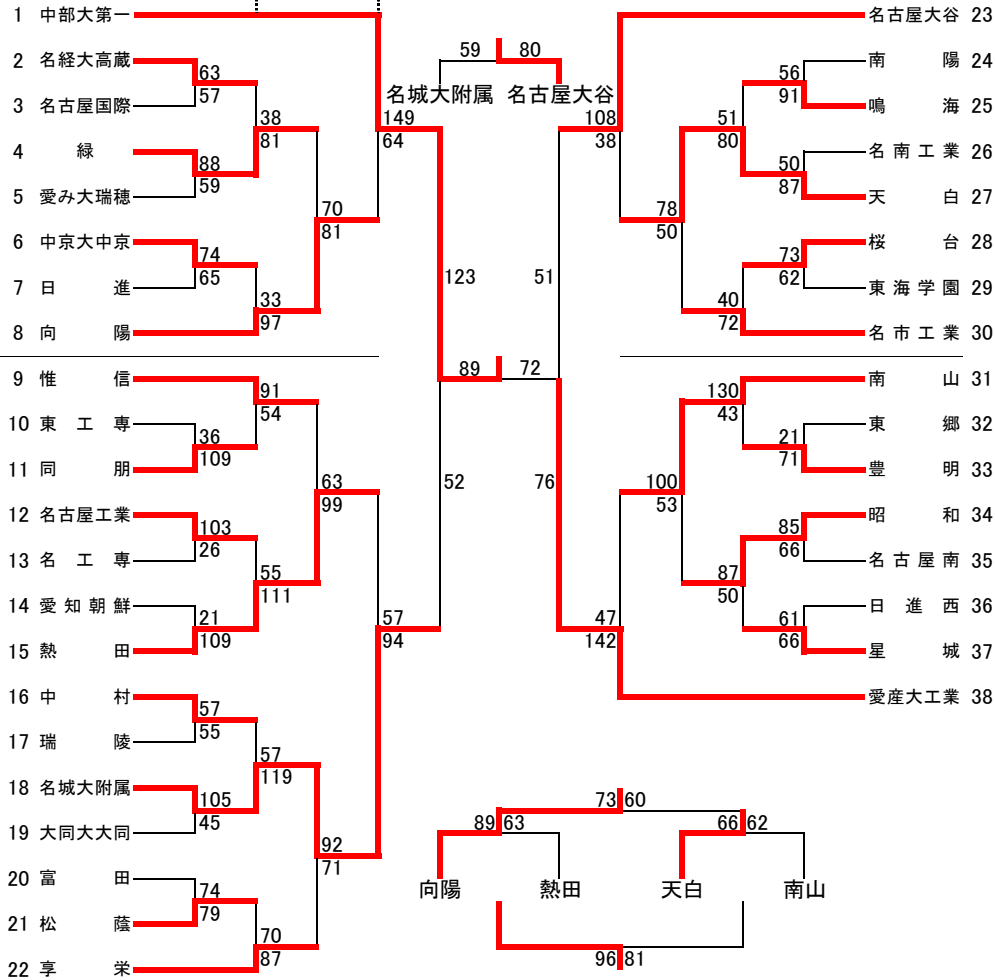 1 中部大第一
2 名経大高蔵
3 名古屋国際
4 緑
5 愛み大瑞穂
6 中京大中京
7 日進
8 向陽
9 惟信
10 東工専
11 同朋
12 名古屋工業
13 名工専
14 愛知朝鮮
15 熱田
16 中村
17 瑞陵
18 名城大附属
19 大同大大同
20 富田
21 松蔭
22 享栄
63
57
88
59
74
65
36
109
103
26
21
109
57
55
105
45
74
79
38
81
33
97
91
54
55
111
57
119
70
87
70
81
63
99
92
71
149
64
57
94
123
52
59 80
名城大附属 名古屋大谷
89 72
51
76
108
38
47
142
78
50
100
53
51
80
40
72
130
43
87
50
56
91
50
87
73
62
21
71
85
66
61
66
名古屋大谷 23
南陽 24
鳴海 25
名南工業 26
天白 27
桜台 28
東海学園 29
名市工業 30
南山 31
東郷 32
豊明 33
昭和 34
名古屋南 35
日進西 36
星城 37
愛産大工業 38
73 60
89 63 66 62
向陽 熱田 天白 南山
96 81